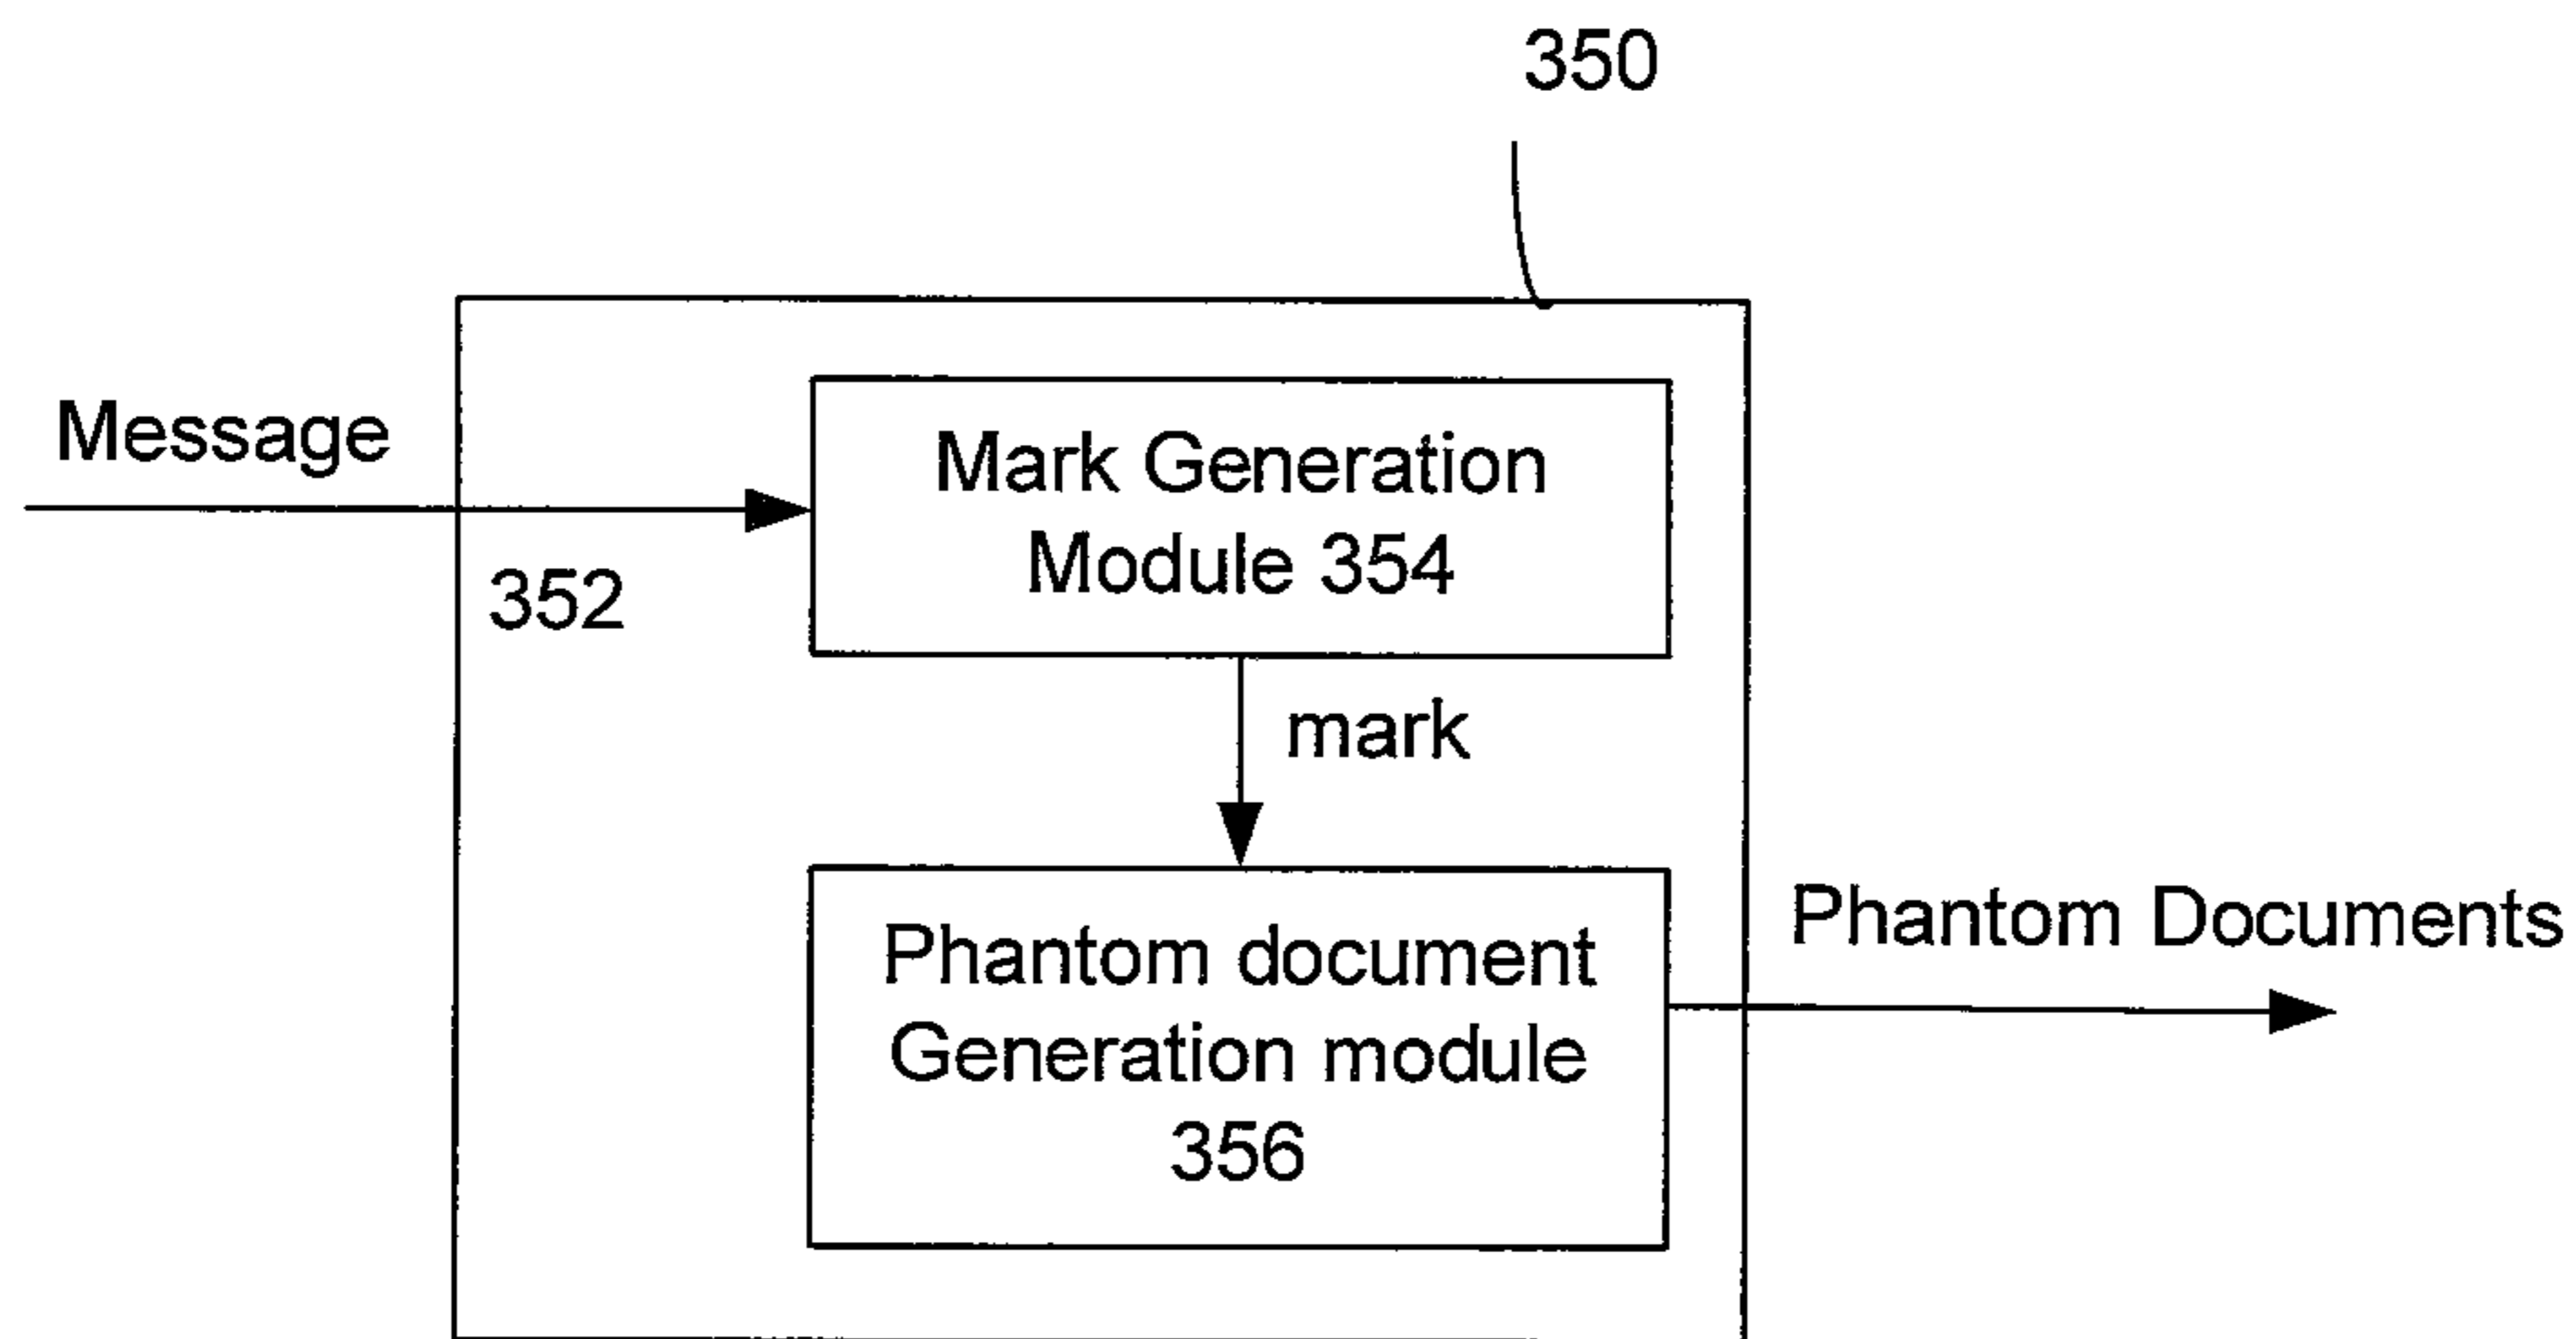 350
Message
Mark Generation
Module 354
352
mark
Phantom document
Generation module
356
Phantom Documents